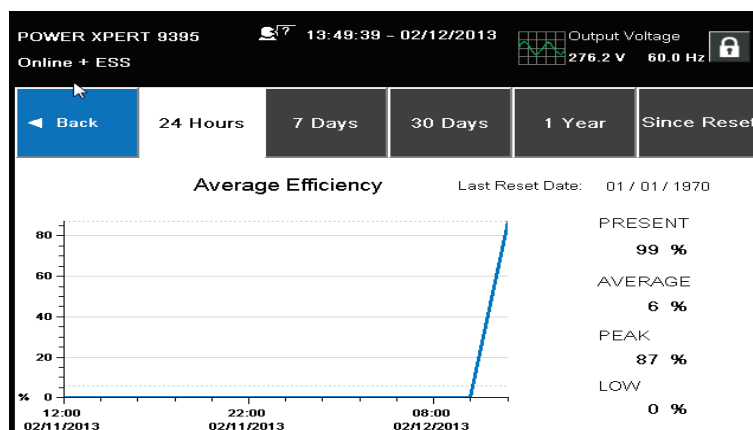 POWER XPERT 9395
? 13:49:39 - 02/12/2013
Output Voltage
Online + ESS
276.2 V 60.0 Hz
◄ Back
24 Hours
7 Days
30 Days
1 Year
Since Reset
Average Efficiency
Last Reset Date: 01 / 01 / 1970
PRESENT
99 %
AVERAGE
6 %
PEAK
87 %
LOW
0 %
80
60
40
20
% 0
12:00 22:00 08:00
02/11/2013 02/11/2013 02/12/2013